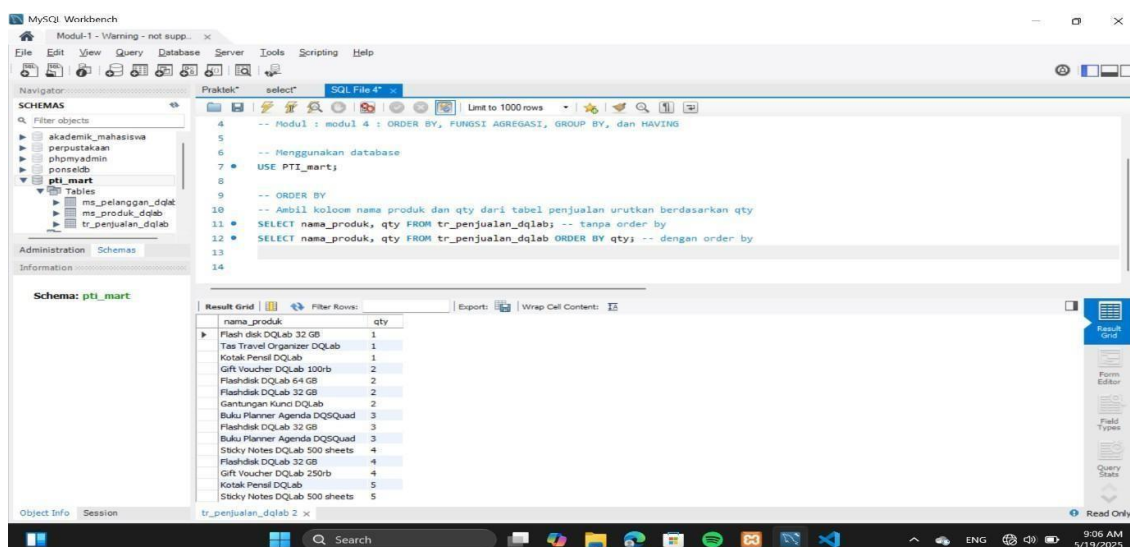 MySQL Workbench
Modul-1 - Warning - not supp...
File Edit View Query Database Server Tools Scripting Help
Navigator
Praktek* select* SQL File 4*
SCHEMAS
Limit to 1000 rows
Filter objects
akademik_mahasiswa
perpustakaan
phpmyadmin
ponseldb
pti_mart
Tables
ms_pelanggan_dqlab
ms_produk_dqlab
tr_penjualan_dqlab
Administration Schemas
Information
Schema: pti_mart
4 -- Modul : modul 4 : ORDER BY, FUNGSI AGREGASI, GROUP BY, dan HAVING
5
6 -- Menggunakan database
7 USE PTI_mart;
8
9 -- ORDER BY
10 -- Ambil koloom nama produk dan qty dari tabel penjualan urutkan berdasarkan qty
11 SELECT nama_produk, qty FROM tr_penjualan_dqlab; -- tanpa order by
12 SELECT nama_produk, qty FROM tr_penjualan_dqlab ORDER BY qty; -- dengan order by
13
14
Result Grid Filter Rows: Export: Wrap Cell Content:
nama_produk qty
Flash disk DQLab 32 GB 1
Tas Travel Organizer DQLab 1
Kotak Pensil DQLab 1
Gift Voucher DQLab 100rb 2
Flashdisk DQLab 64 GB 2
Flashdisk DQLab 32 GB 2
Gantungan Kunci DQLab 2
Buku Planner Agenda DQSQuad 3
Flashdisk DQLab 32 GB 3
Buku Planner Agenda DQSQuad 3
Sticky Notes DQLab 500 sheets 4
Flashdisk DQLab 32 GB 4
Gift Voucher DQLab 250rb 4
Kotak Pensil DQLab 5
Sticky Notes DQLab 500 sheets 5
Result Grid
Form Editor
Field Types
Query Stats
Object Info Session
tr_penjualan_dqlab 2
Read Only
Search
ENG
9:06 AM
5/19/2025